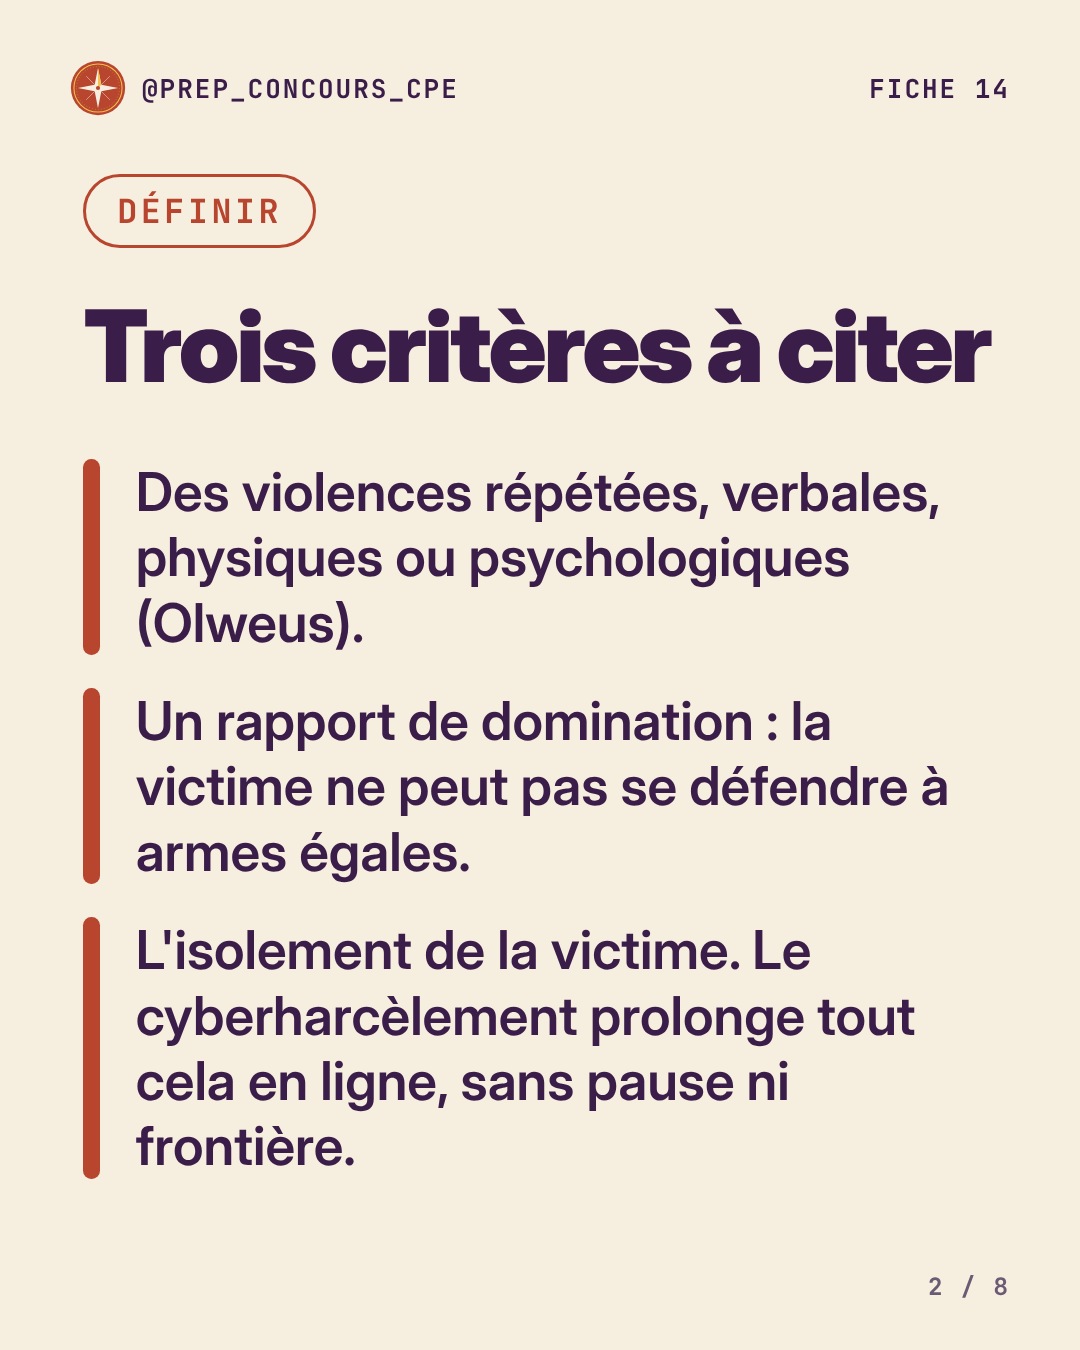 @PREP_CONCOURS_CPE
FICHE 14
DÉFINIR
Trois critères à citer
Des violences répétées, verbales,
physiques ou psychologiques
(Olweus).
Un rapport de domination : la
victime ne peut pas se défendre à
armes égales.
L'isolement de la victime. Le
cyberharcèlement prolonge tout
cela en ligne, sans pause ni
frontière.
2 / 8